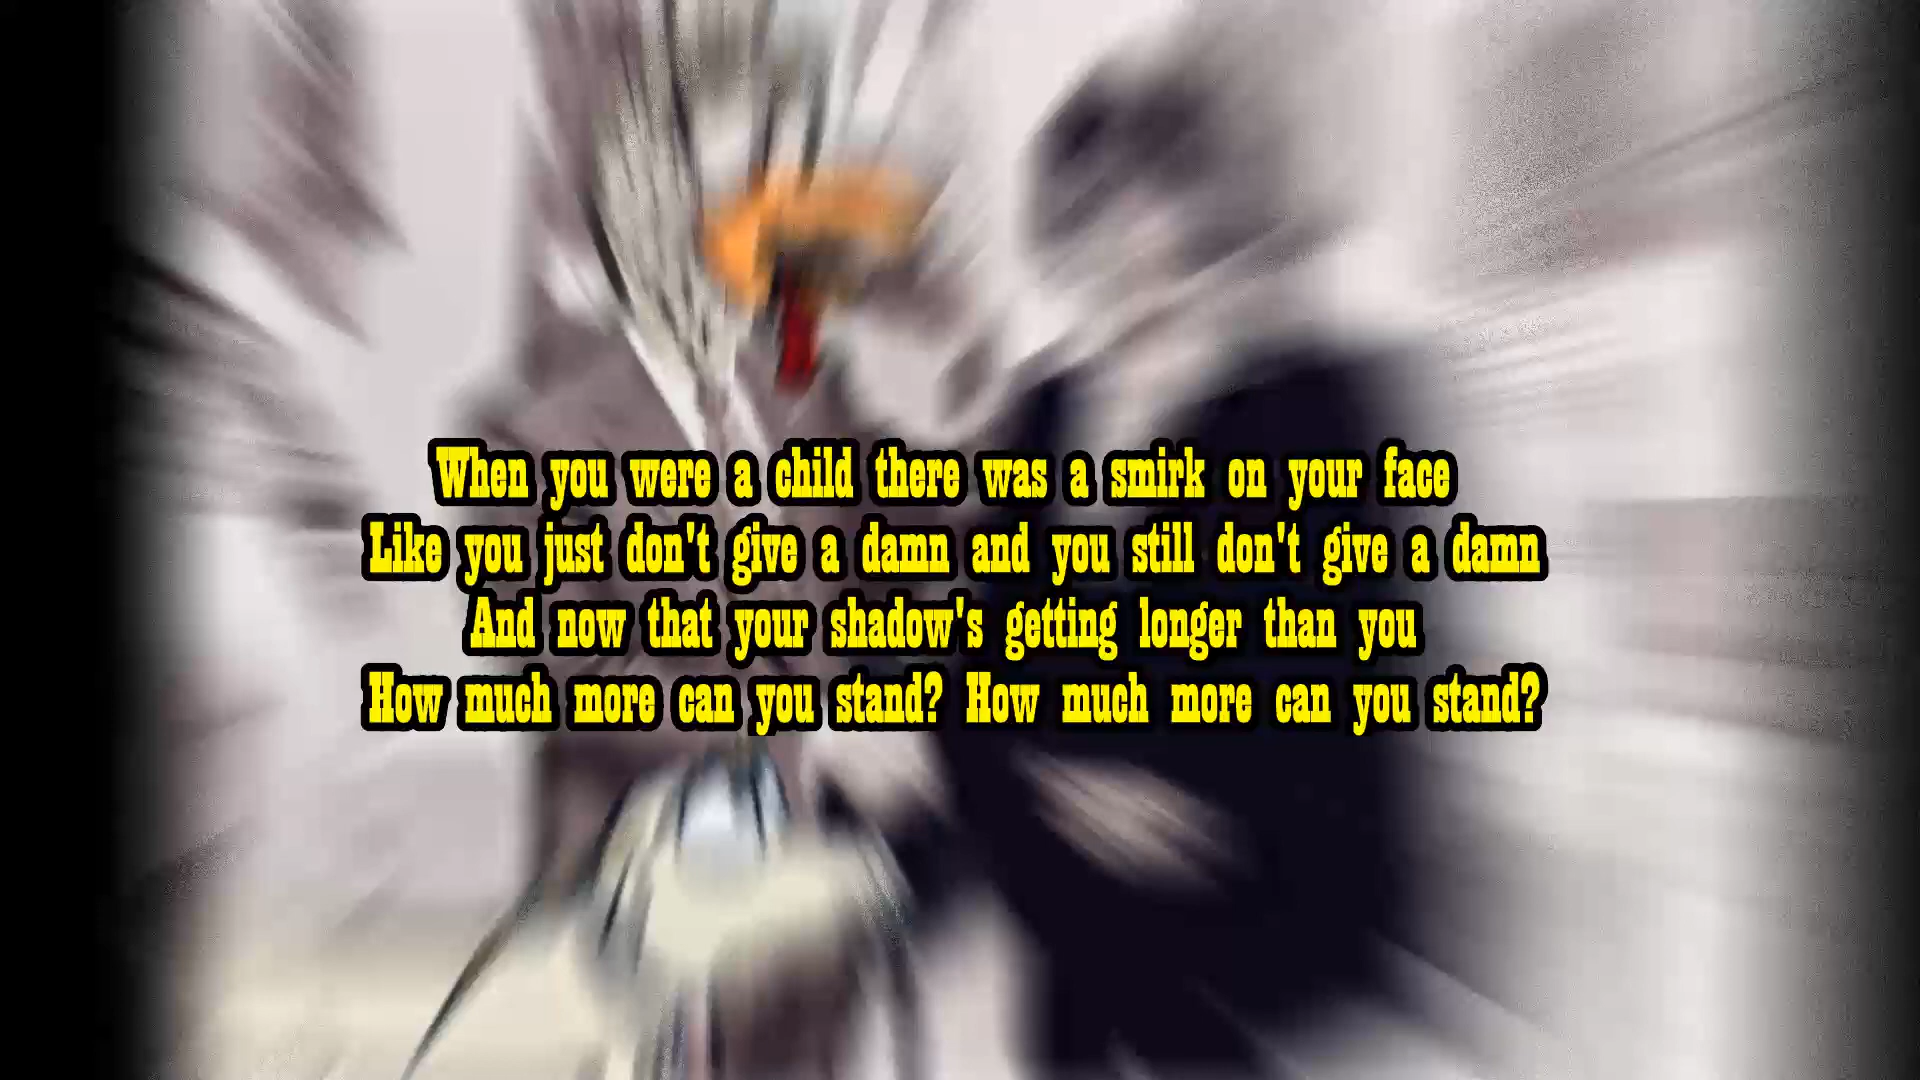 When you were a child there was a smirk on your face
Like you just don't give a damn and you still don't give a damn
And now that your shadow's getting longer than you
How much more can you stand? How much more can you stand?